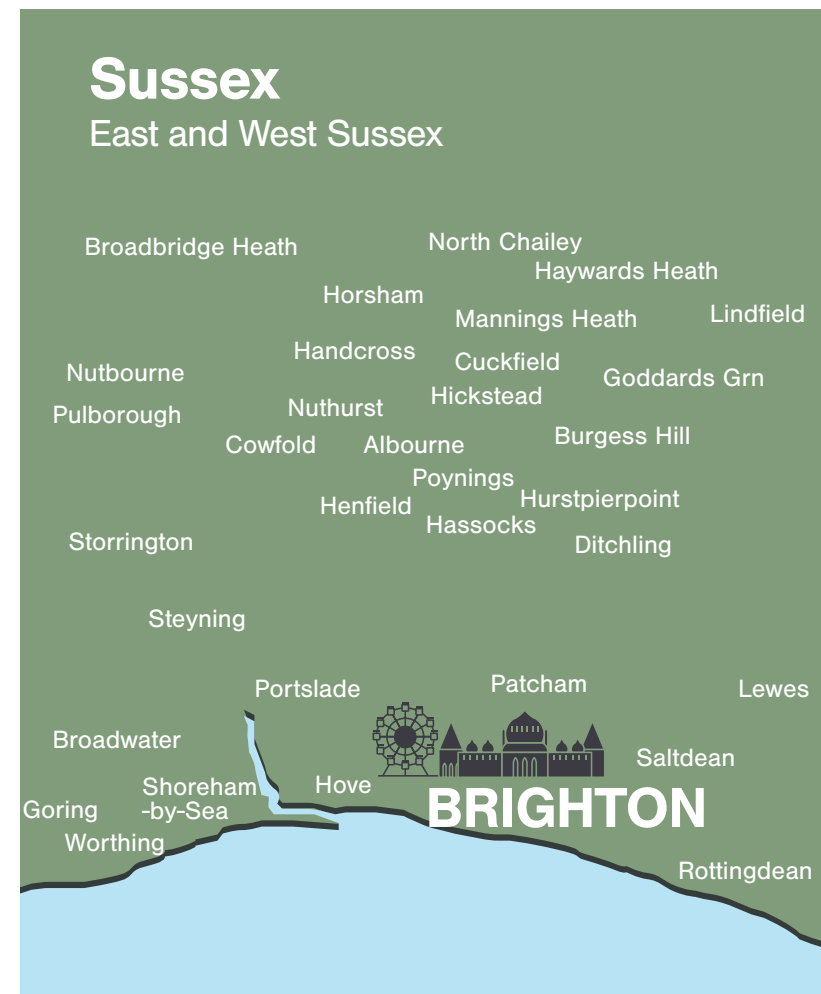 Sussex
East and West Sussex
North Chailey
Broadbridge Heath
Haywards Heath
Horsham
Lindfield
Mannings Heath
Handcross
Cuckfield
Nutbourne
Goddards Grn
Hickstead
Nuthurst
Pulborough
Burgess Hill
Cowfold
Albourne
Poynings
Hurstpierpoint
Henfield
Hassocks
Storrington
Ditchling
Steyning
Patcham
Portslade
Lewes
Broadwater
Saltdean
Hove
Shoreham
-by-Sea
BRIGHTON
Goring
Worthing
Rottingdean